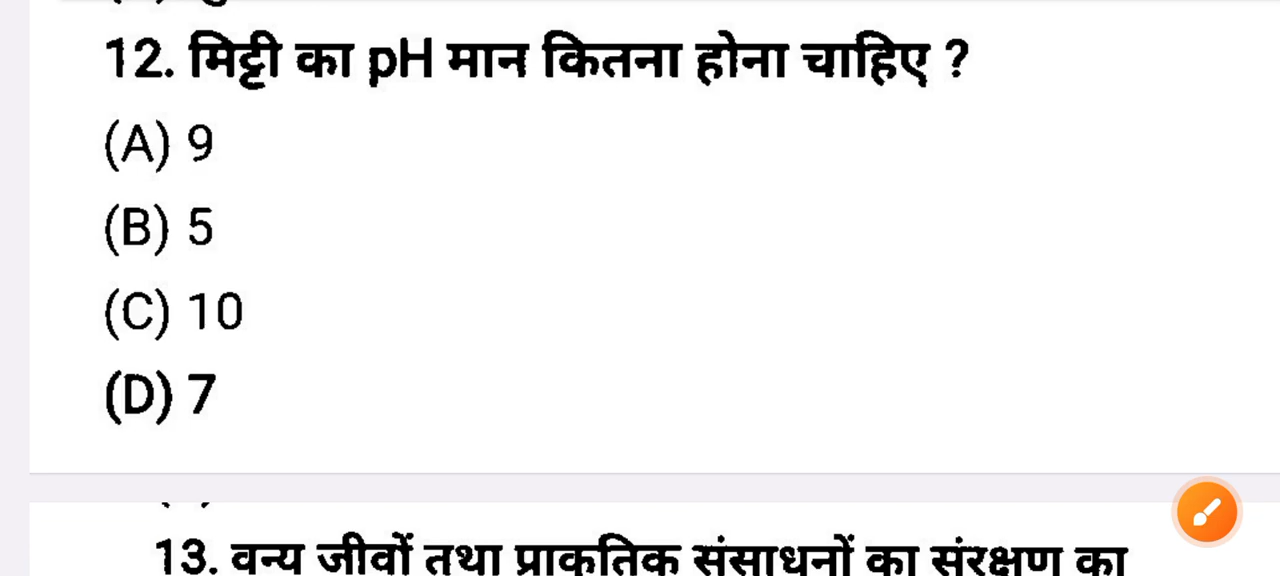 12. मिट्टी का pH मान कितना होना चाहिए ?
(A) 9
(B) 5
(C) 10
(D) 7
13. वन्य जीवों तथा प्राकृतिक संसाधनों का संरक्षण का